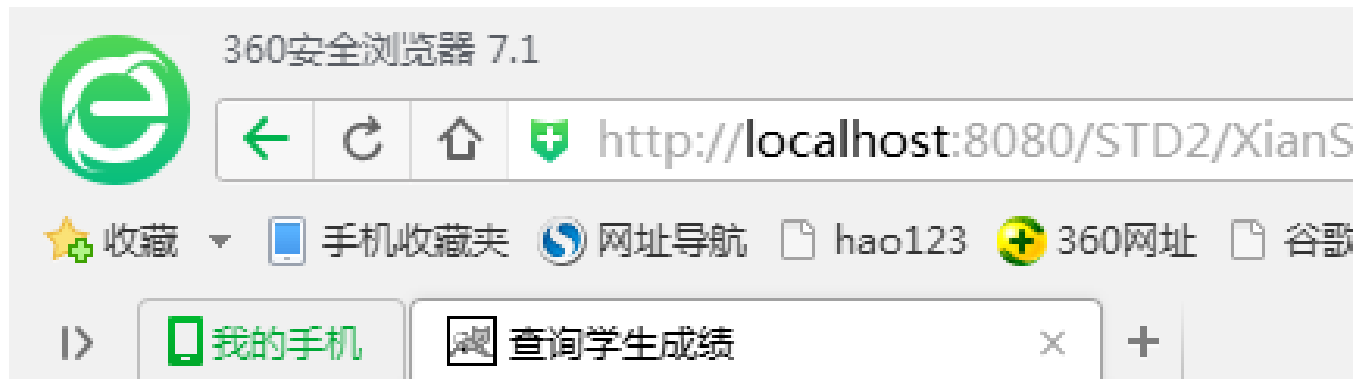 360安全浏览器 7.1
http://localhost:8080/STD2/XianS
收藏 手机收藏夹 网址导航 hao123 360网址 谷歌
我的手机 查询学生成绩